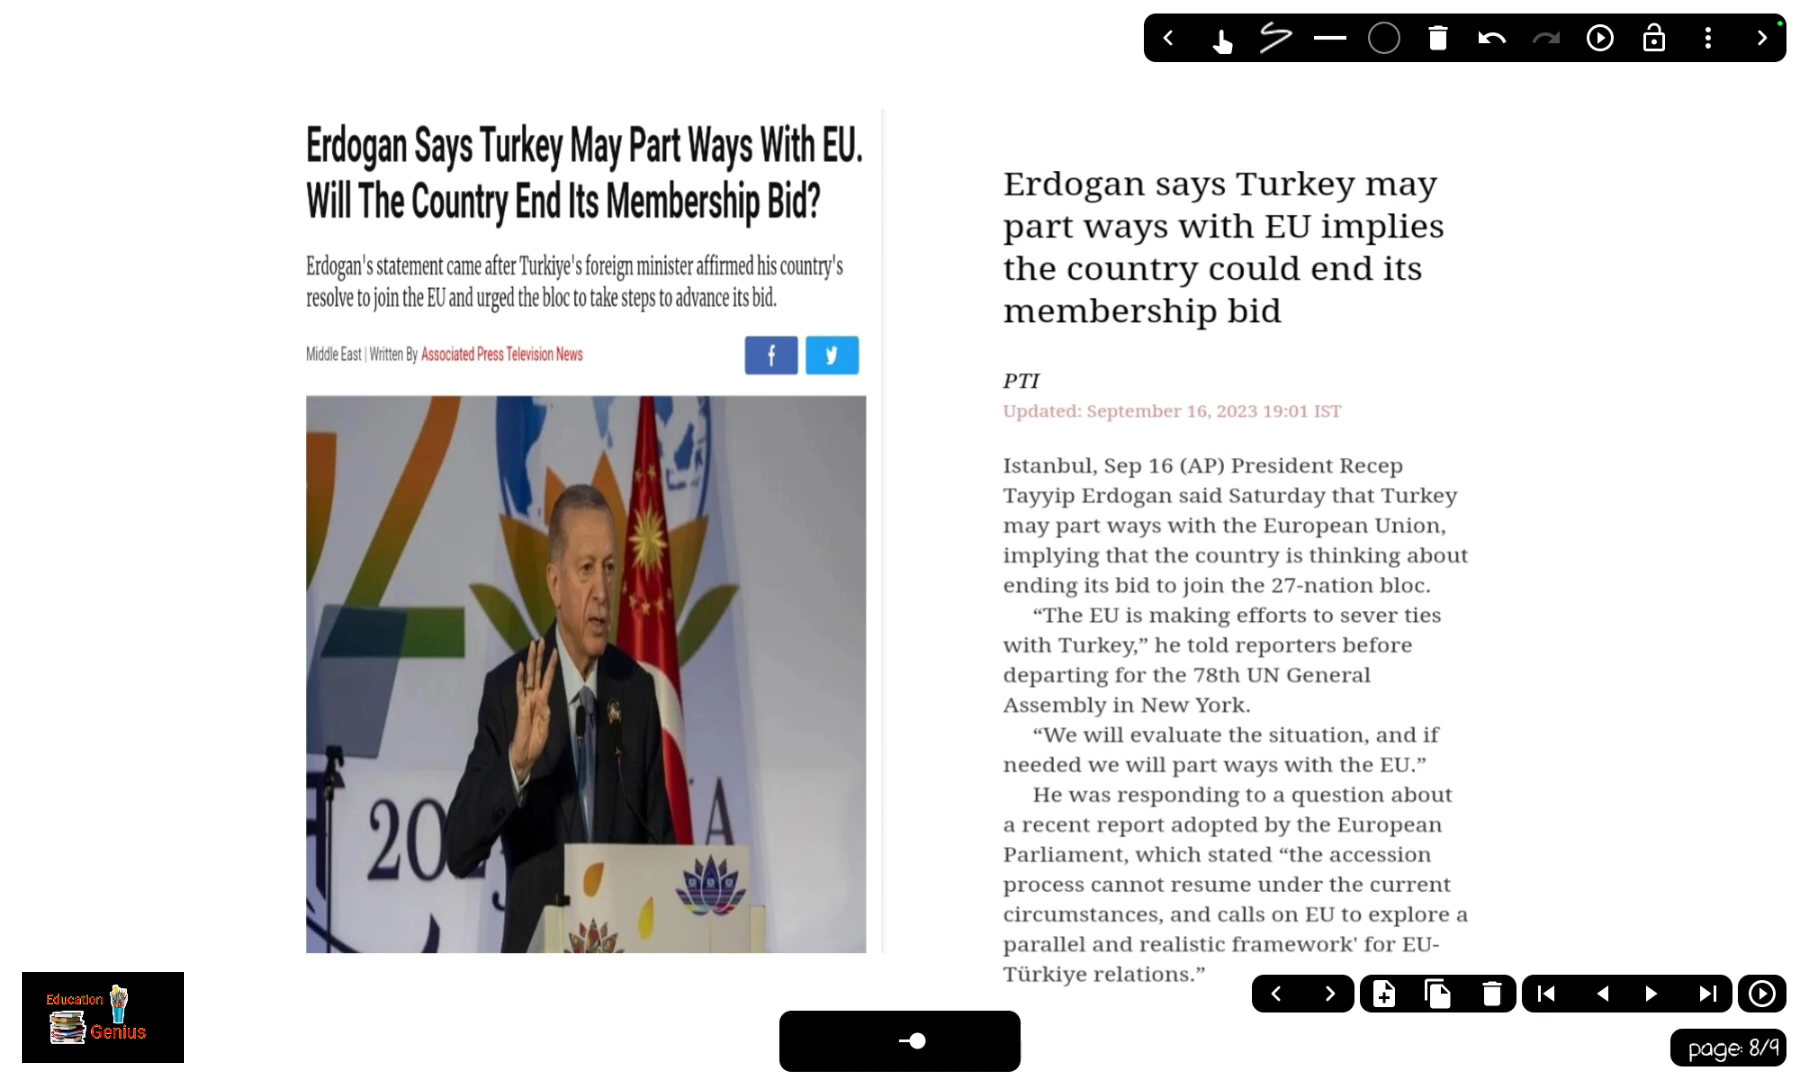 Erdogan Says Turkey May Part Ways With EU.
Will The Country End Its Membership Bid?
Erdogan's statement came after Turkiye's foreign minister affirmed his country's
resolve to join the EU and urged the bloc to take steps to advance its bid.
Middle East | Written By Associated Press Television News
20
A
Erdogan says Turkey may
part ways with EU implies
the country could end its
membership bid
PTI
Updated: September 16, 2023 19:01 IST
Istanbul, Sep 16 (AP) President Recep
Tayyip Erdogan said Saturday that Turkey
may part ways with the European Union,
implying that the country is thinking about
ending its bid to join the 27-nation bloc.
“The EU is making efforts to sever ties
with Turkey,” he told reporters before
departing for the 78th UN General
Assembly in New York.
“We will evaluate the situation, and if
needed we will part ways with the EU.”
He was responding to a question about
a recent report adopted by the European
Parliament, which stated “the accession
process cannot resume under the current
circumstances, and calls on EU to explore a
parallel and realistic framework' for EU-
Türkiye relations.”
Education
Genius
page: 8/9